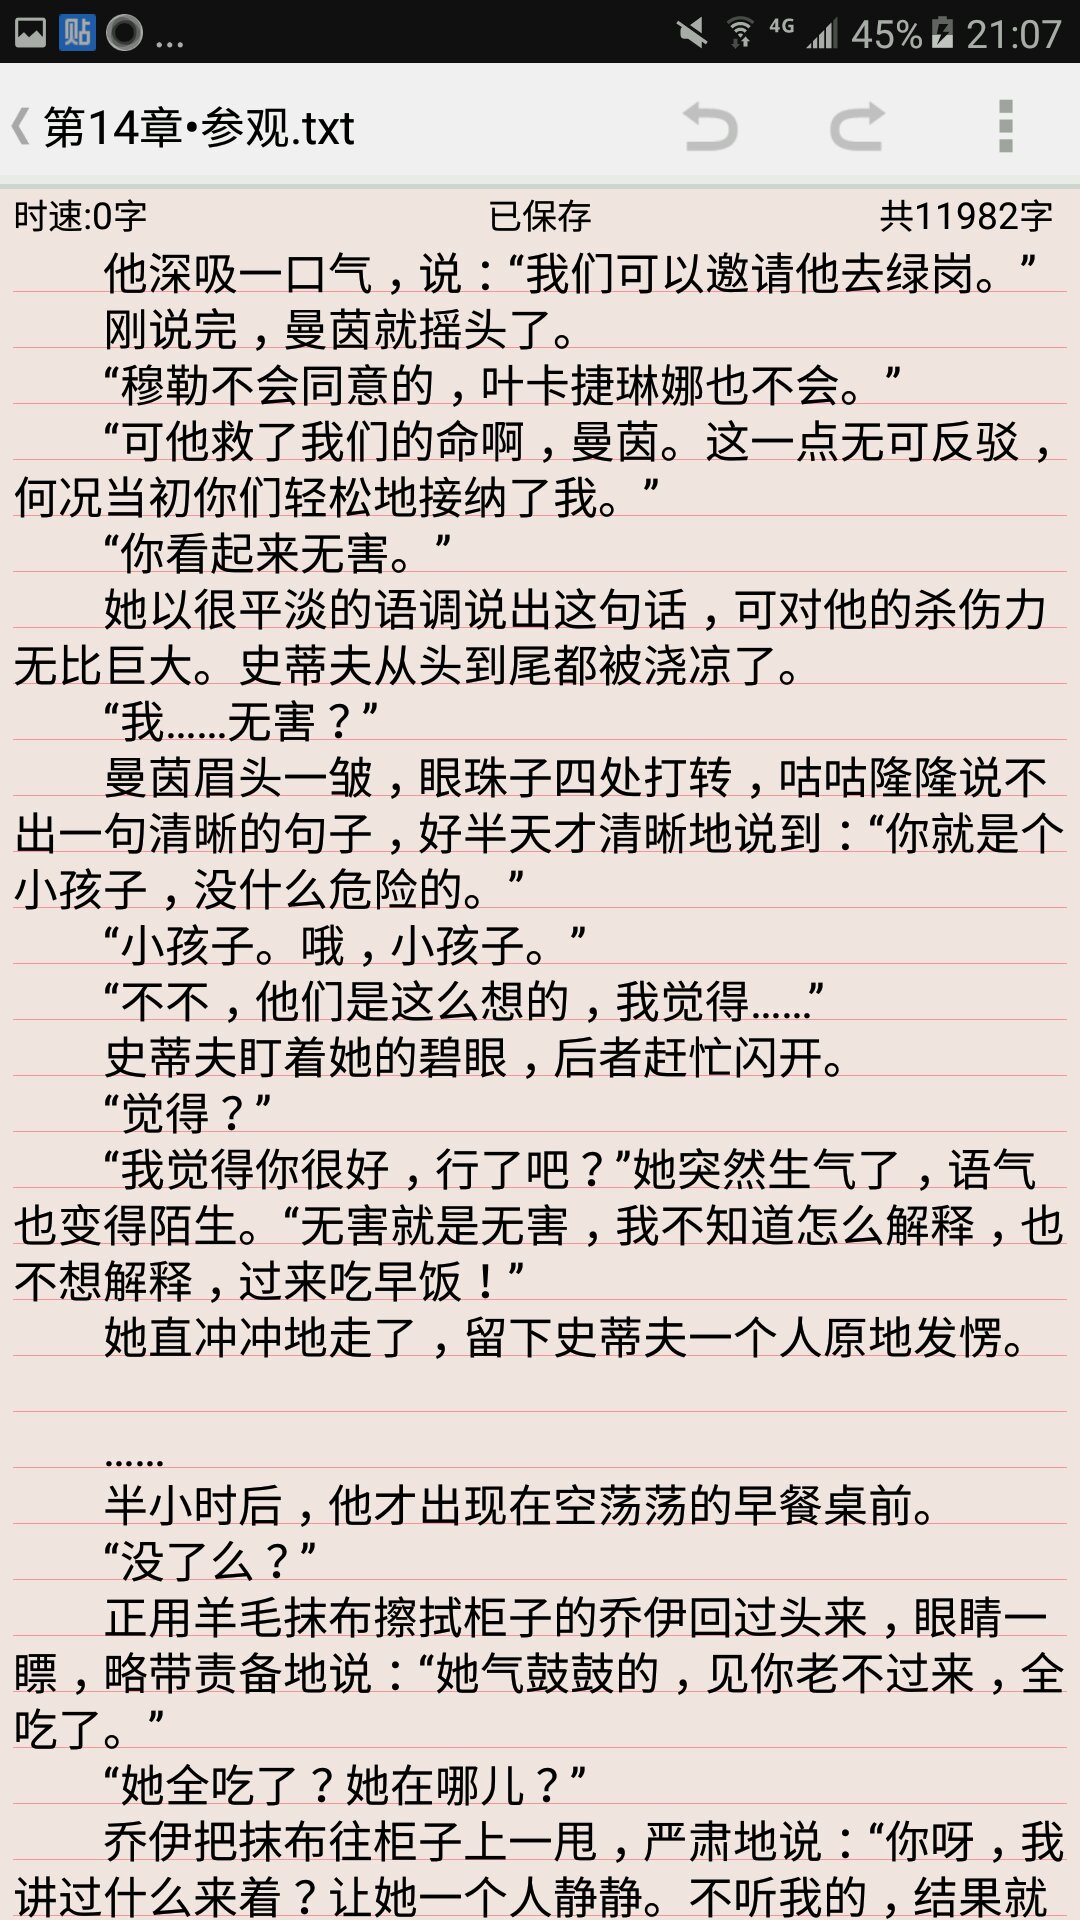 贴 ... 4G 45% 21:07
第14章•参观.txt
时速:0字 已保存 共11982字
他深吸一口气，说：“我们可以邀请他去绿岗。”
刚说完，曼茵就摇头了。
“穆勒不会同意的，叶卡捷琳娜也不会。”
“可他救了我们的命啊，曼茵。这一点无可反驳，
何况当初你们轻松地接纳了我。”
“你看起来无害。”
她以很平淡的语调说出这句话，可对他的杀伤力
无比巨大。史蒂夫从头到尾都被浇凉了。
“我……无害？”
曼茵眉头一皱，眼珠子四处打转，咕咕隆隆说不
出一句清晰的句子，好半天才清晰地说到：“你就是个
小孩子，没什么危险的。”
“小孩子。哦，小孩子。”
“不不，他们是这么想的，我觉得……”
史蒂夫盯着她的碧眼，后者赶忙闪开。
“觉得？”
“我觉得你很好，行了吧？”她突然生气了，语气
也变得陌生。“无害就是无害，我不知道怎么解释，也
不想解释，过来吃早饭！”
她直冲冲地走了，留下史蒂夫一个人原地发愣。
……
半小时后，他才出现在空荡荡的早餐桌前。
“没了么？”
正用羊毛抹布擦拭柜子的乔伊回过头来，眼睛一
瞟，略带责备地说：“她气鼓鼓的，见你老不过来，全
吃了。”
“她全吃了？她在哪儿？”
乔伊把抹布往柜子上一甩，严肃地说：“你呀，我
讲过什么来着？让她一个人静静。不听我的，结果就